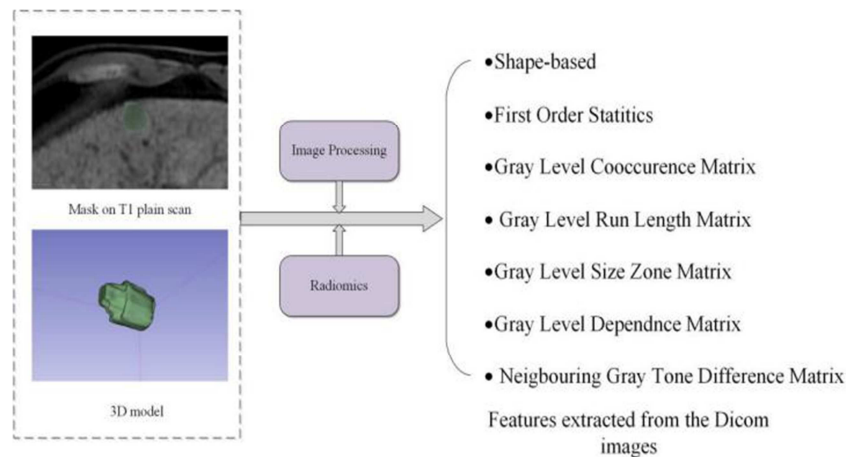 Mask on T1 plain scan
3D model
Image Processing
Radiomics
•Shape-based
•First Order Statitics
•Gray Level Cooccurence Matrix
• Gray Level Run Length Matrix
•Gray Level Size Zone Matrix
•Gray Level Dependnce Matrix
• Neigbouring Gray Tone Difference Matrix
Features extracted from the Dicom
images